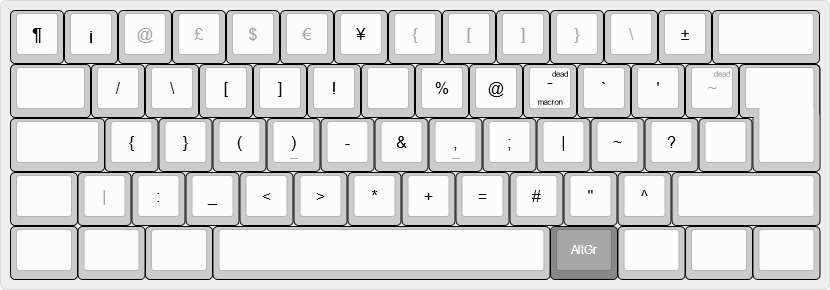 ¶ ¡ @ £ $ € ¥ { [ ] } \ ±
/ \ [ ] ! % @ dead ¯ macron ` ' dead ~
{ } ( ) _ - & , _ ; | ~ ?
| : _ < > * + = # " ^
AltGr